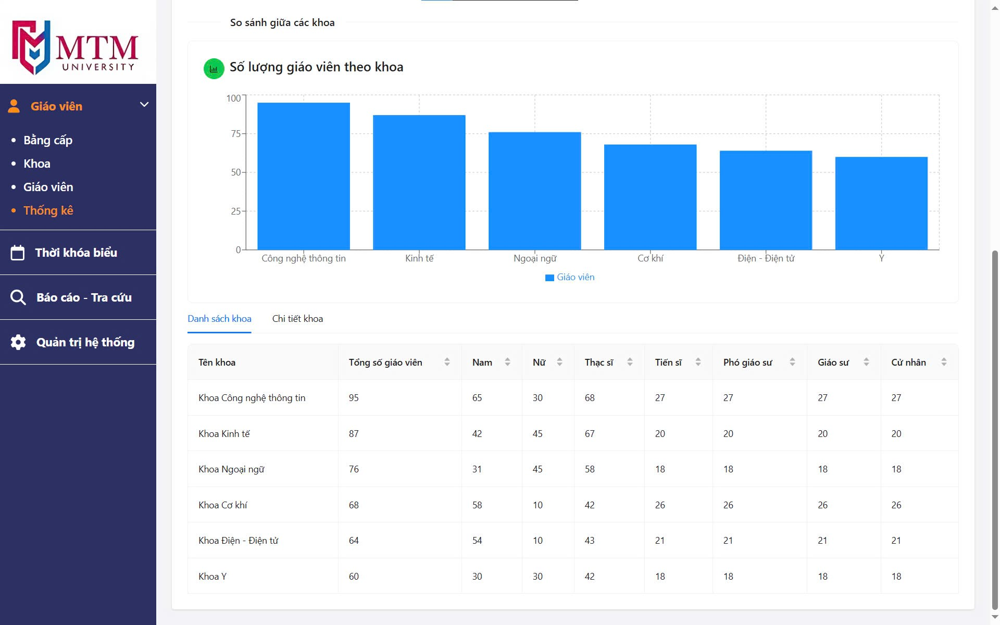 MTM
UNIVERSITY
Giáo viên
Bằng cấp
Khoa
Giáo viên
Thống kê
Thời khóa biểu
Báo cáo - Tra cứu
Quản trị hệ thống
So sánh giữa các khoa
Số lượng giáo viên theo khoa
100
75
50
25
0
Công nghệ thông tin Kinh tế Ngoại ngữ Cơ khí Điện - Điện tử Y
Giáo viên
Danh sách khoa Chi tiết khoa
Tên khoa Tổng số giáo viên Nam Nữ Thạc sĩ Tiến sĩ Phó giáo sư Giáo sư Cử nhân
Khoa Công nghệ thông tin 95 65 30 68 27 27 27 27
Khoa Kinh tế 87 42 45 67 20 20 20 20
Khoa Ngoại ngữ 76 31 45 58 18 18 18 18
Khoa Cơ khí 68 58 10 42 26 26 26 26
Khoa Điện - Điện tử 64 54 10 43 21 21 21 21
Khoa Y 60 30 30 42 18 18 18 18